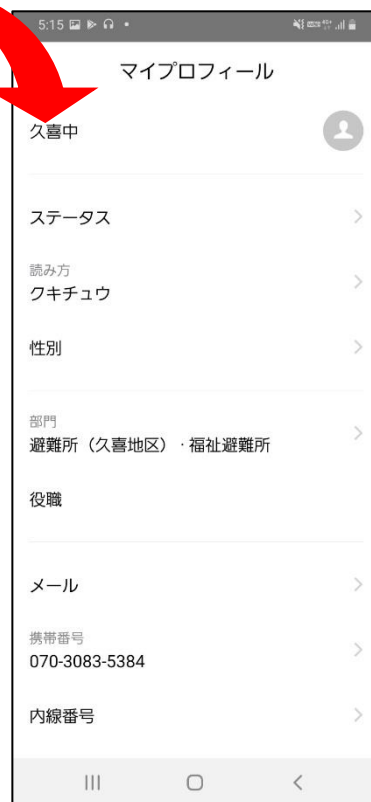 5:15
マイプロフィール
久喜中
ステータス
読み方
クキチュウ
性別
部門
避難所（久喜地区）・福祉避難所
役職
メール
携帯番号
070-3083-5384
内線番号